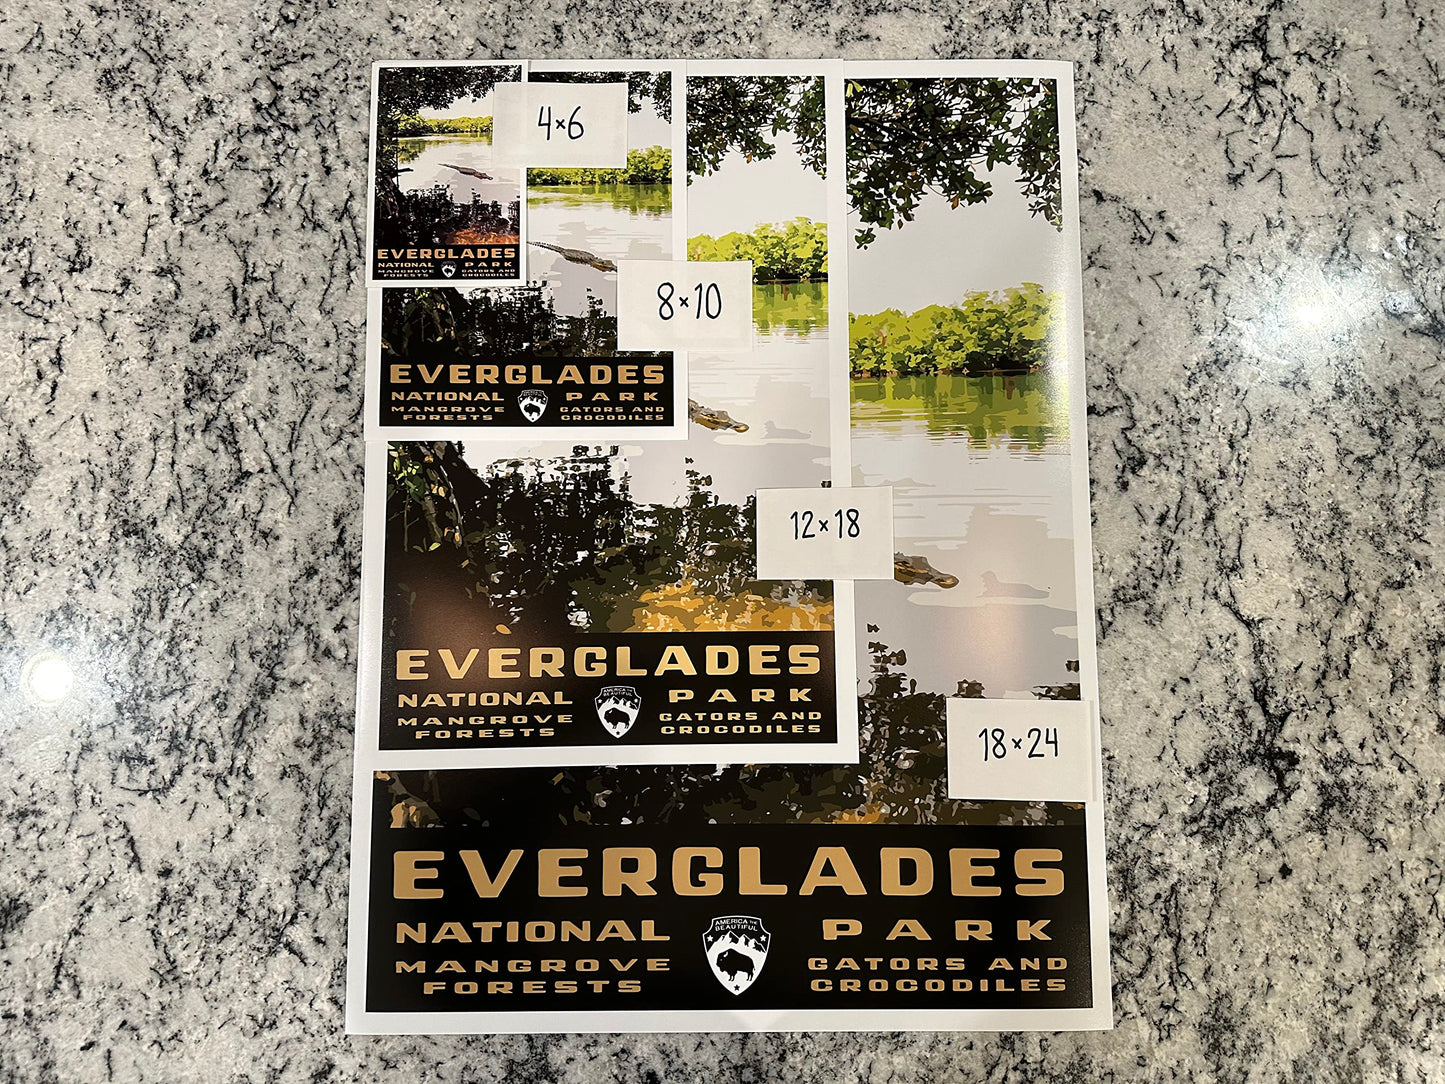 4×6
EVERGLADES
NATIONAL PARK
MANGROVE FORESTS
GATORS AND CROCODILES
8×10
EVERGLADES
NATIONAL PARK
MANGROVE FORESTS
GATORS AND CROCODILES
12×18
EVERGLADES
NATIONAL PARK
MANGROVE FORESTS
AMERICA THE BEAUTIFUL
GATORS AND CROCODILES
18×24
EVERGLADES
NATIONAL PARK
MANGROVE FORESTS
AMERICA THE BEAUTIFUL
GATORS AND CROCODILES